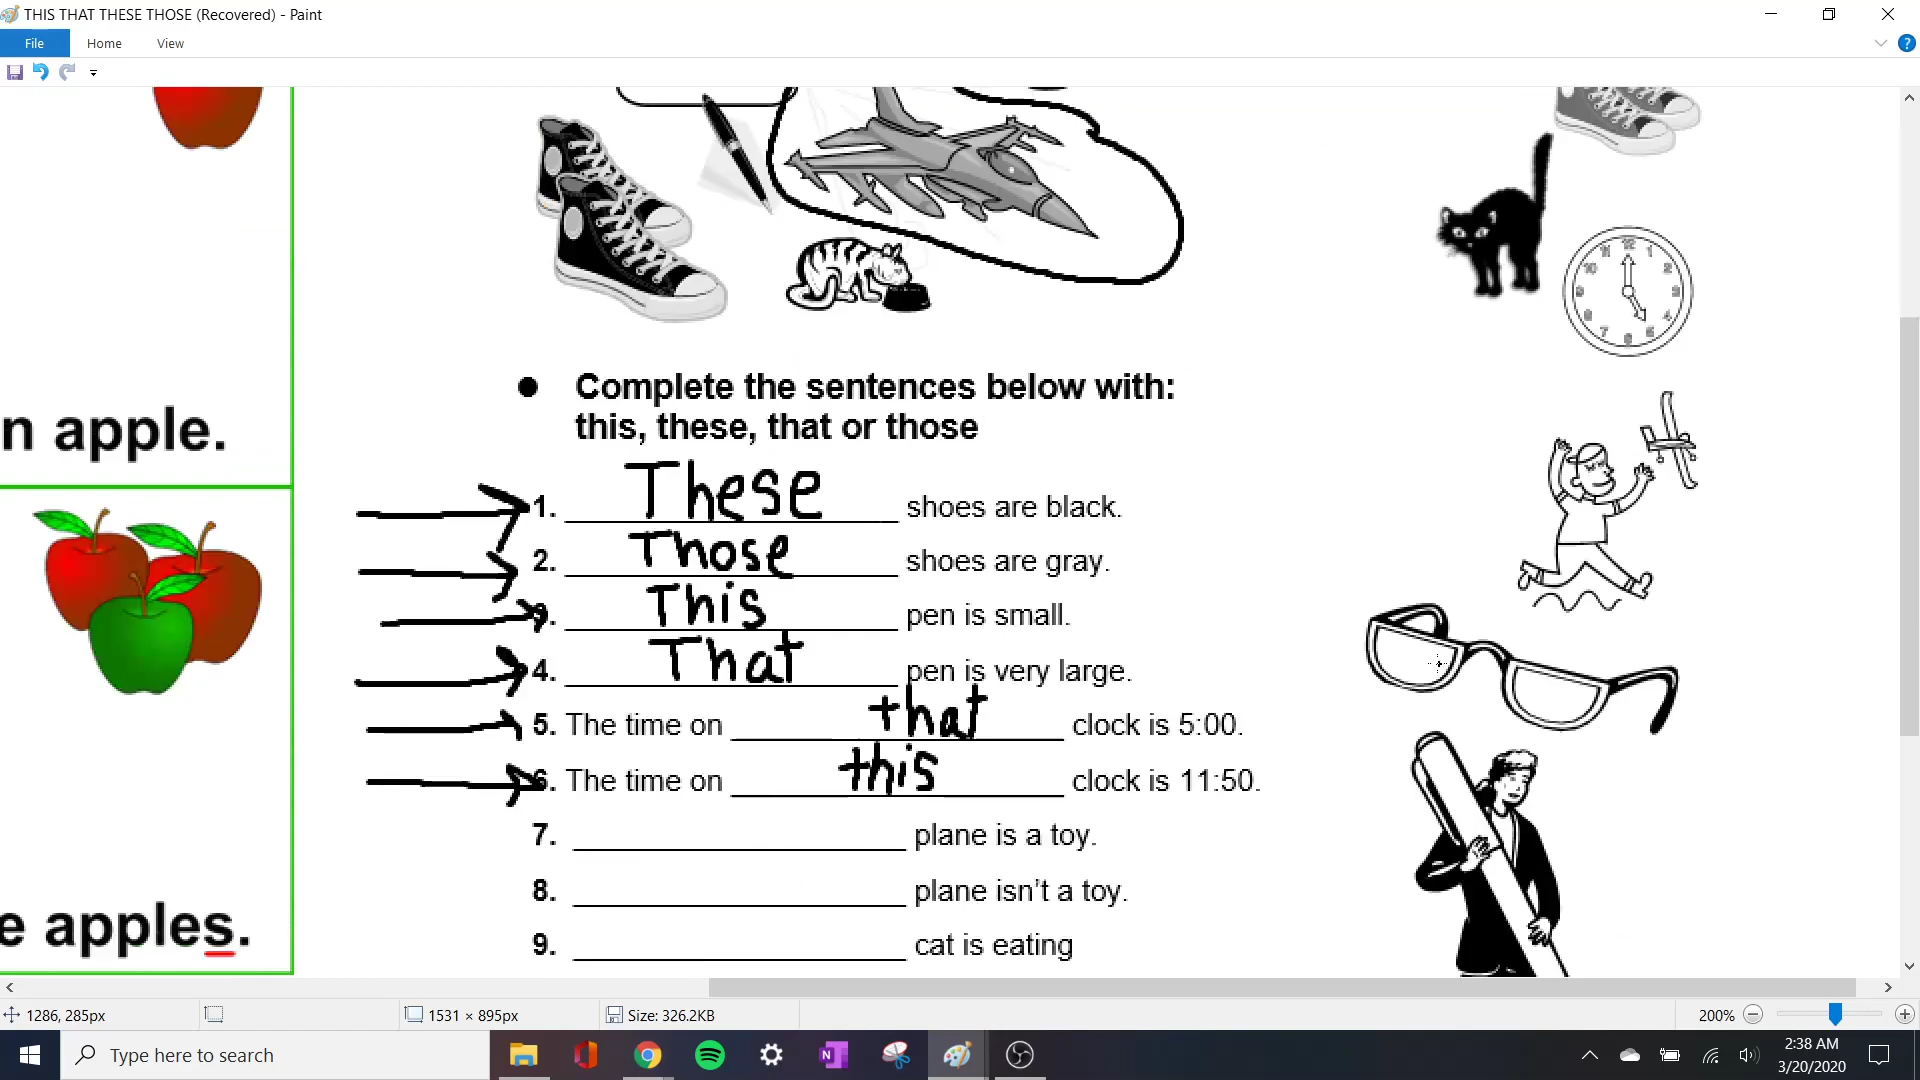 THIS THAT THESE THOSE (Recovered) - Paint
File Home View
n apple.
e apples.
Complete the sentences below with:
this, these, that or those
1. These shoes are black.
2. Those shoes are gray.
This pen is small.
4. That pen is very large.
5. The time on that clock is 5:00.
6. The time on this clock is 11:50.
7. ____________________ plane is a toy.
8. ____________________ plane isn't a toy.
9. ____________________ cat is eating
1286, 285px 1531 × 895px Size: 326.2KB 200%
Type here to search
2:38 AM
3/20/2020